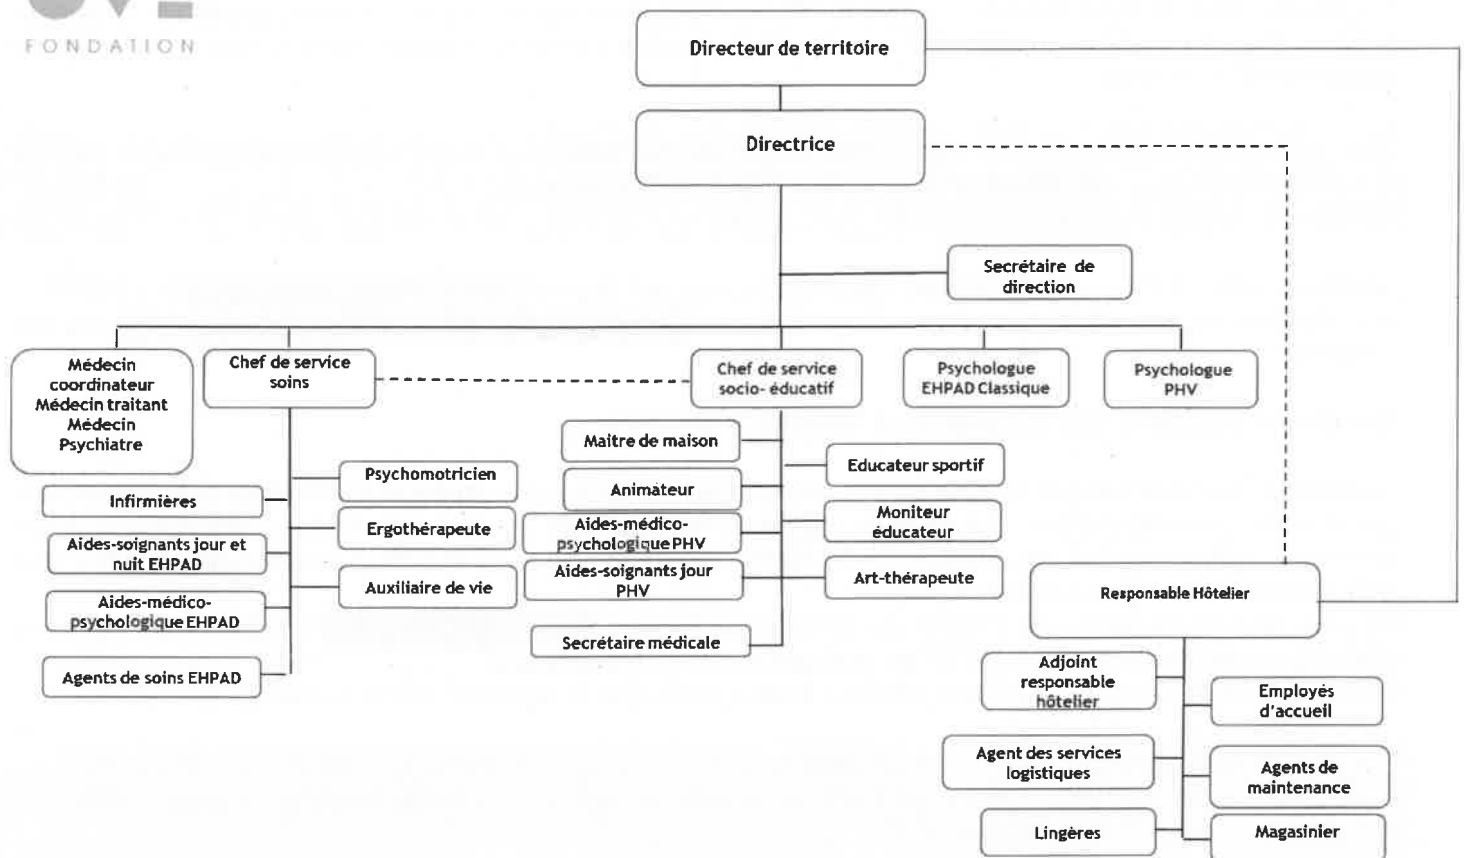 FONDATION
Directeur de territoire
Directrice
Secrétaire de
direction
Médecin
coordinateur
Médecin traitant
Médecin
Psychiatre
Chef de service
soins
Chef de service
socio- éducatif
Psychologue
EHPAD Classique
Psychologue
PHV
Infirmières
Aides-soignants jour et
nuit EHPAD
Aides-médico-
psychologique EHPAD
Agents de soins EHPAD
Psychomotricien
Ergothérapeute
Auxiliaire de vie
Maitre de maison
Animateur
Aides-médico-
psychologique PHV
Aides-soignants jour
PHV
Secrétaire médicale
Educateur sportif
Moniteur
éducateur
Art-thérapeute
Responsable Hôtelier
Adjoint
responsable
hôtelier
Agent des services
logistiques
Lingères
Employés
d'accueil
Agents de
maintenance
Magasinier